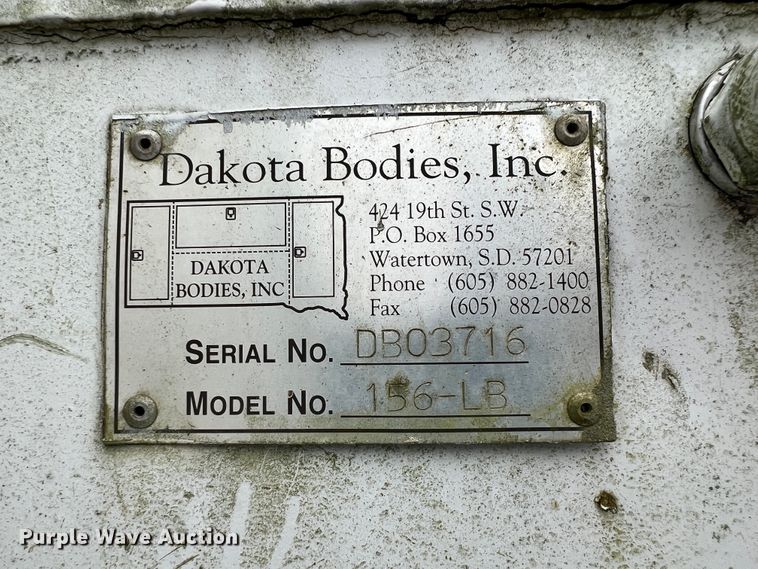 Dakota Bodies, Inc.
424 19th St. S.W.
P.O. Box 1655
Watertown, S.D. 57201
Phone (605) 882-1400
Fax (605) 882-0828
DAKOTA
BODIES, INC
SERIAL NO. DB03716
MODEL NO. 156-LB
Purple Wave Auction